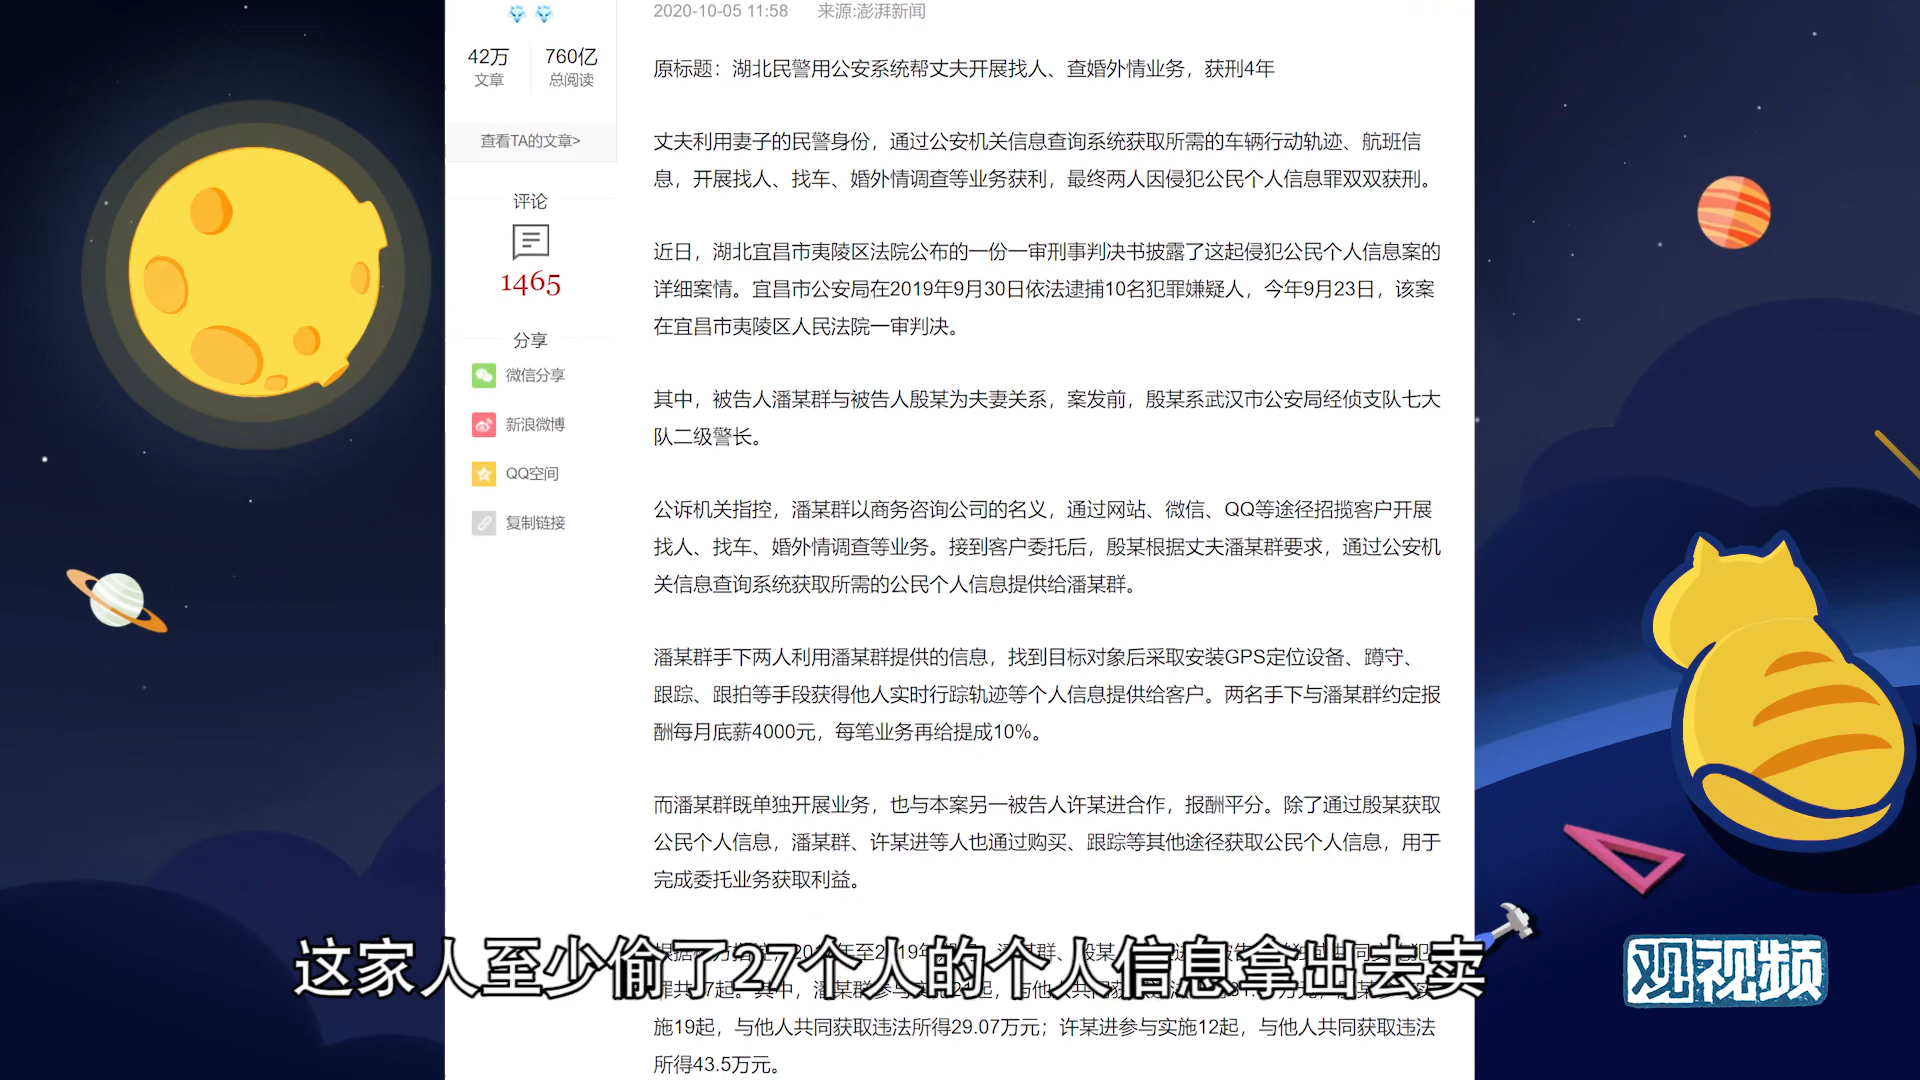 2020-10-05 11:58 来源:澎湃新闻
42万 760亿
文章 总阅读
查看TA的文章>
评论
1465
分享
微信分享
新浪微博
QQ空间
复制链接
原标题：湖北民警用公安系统帮丈夫开展找人、查婚外情业务，获刑4年
丈夫利用妻子的民警身份，通过公安机关信息查询系统获取所需的车辆行动轨迹、航班信
息，开展找人、找车、婚外情调查等业务获利，最终两人因侵犯公民个人信息罪双双获刑。
近日，湖北宜昌市夷陵区法院公布的一份一审刑事判决书披露了这起侵犯公民个人信息案的
详细案情。宜昌市公安局在2019年9月30日依法逮捕10名犯罪嫌疑人，今年9月23日，该案
在宜昌市夷陵区人民法院一审判决。
其中，被告人潘某群与被告人殷某为夫妻关系，案发前，殷某系武汉市公安局经侦支队七大
队二级警长。
公诉机关指控，潘某群以商务咨询公司的名义，通过网站、微信、QQ等途径招揽客户开展
找人、找车、婚外情调查等业务。接到客户委托后，殷某根据丈夫潘某群要求，通过公安机
关信息查询系统获取所需的公民个人信息提供给潘某群。
潘某群手下两人利用潘某群提供的信息，找到目标对象后采取安装GPS定位设备、蹲守、
跟踪、跟拍等手段获得他人实时行踪轨迹等个人信息提供给客户。两名手下与潘某群约定报
酬每月底薪4000元，每笔业务再给提成10%。
而潘某群既单独开展业务，也与本案另一被告人许某进合作，报酬平分。除了通过殷某获取
公民个人信息，潘某群、许某进等人也通过购买、跟踪等其他途径获取公民个人信息，用于
完成委托业务获取利益。
这家人至少偷了27个人的个人信息拿出去卖
施19起，与他人共同获取违法所得29.07万元；许某进参与实施12起，与他人共同获取违法
所得43.5万元。
观视频